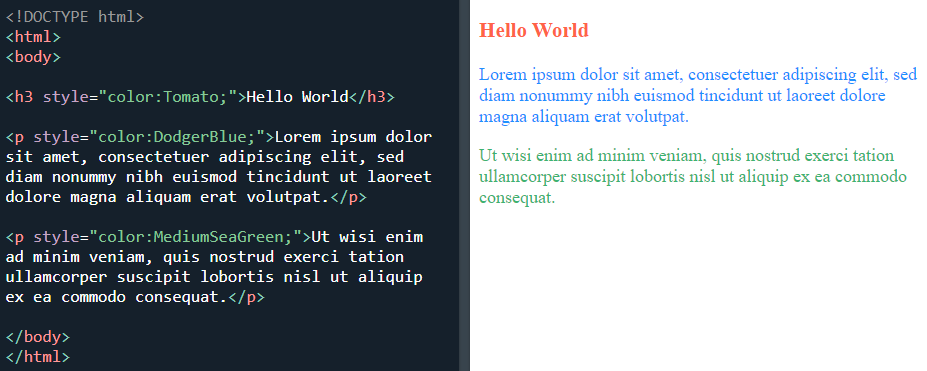 <!DOCTYPE html>
<html>
<body>
<h3 style="color:Tomato;">Hello World</h3>
<p style="color:DodgerBlue;">Lorem ipsum dolor
sit amet, consectetuer adipiscing elit, sed
diam nonummy nibh euismod tincidunt ut laoreet
dolore magna aliquam erat volutpat.</p>
<p style="color:MediumSeaGreen;">Ut wisi enim
ad minim veniam, quis nostrud exerci tation
ullamcorper suscipit lobortis nisl ut aliquip
ex ea commodo consequat.</p>
</body>
</html>
Hello World
Lorem ipsum dolor sit amet, consectetuer adipiscing elit, sed
diam nonummy nibh euismod tincidunt ut laoreet dolore
magna aliquam erat volutpat.
Ut wisi enim ad minim veniam, quis nostrud exerci tation
ullamcorper suscipit lobortis nisl ut aliquip ex ea commodo
consequat.